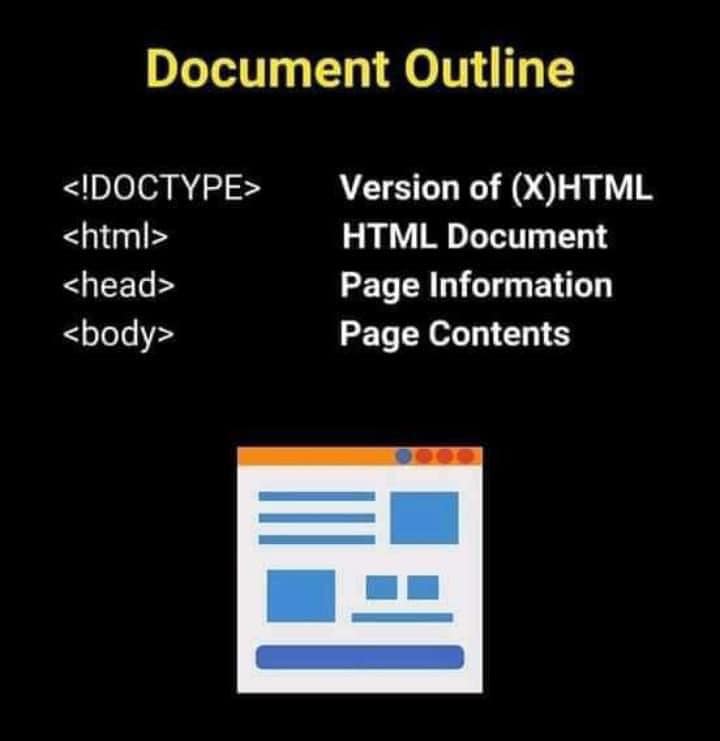 Document Outline
<!DOCTYPE> Version of (X)HTML
<html> HTML Document
<head> Page Information
<body> Page Contents